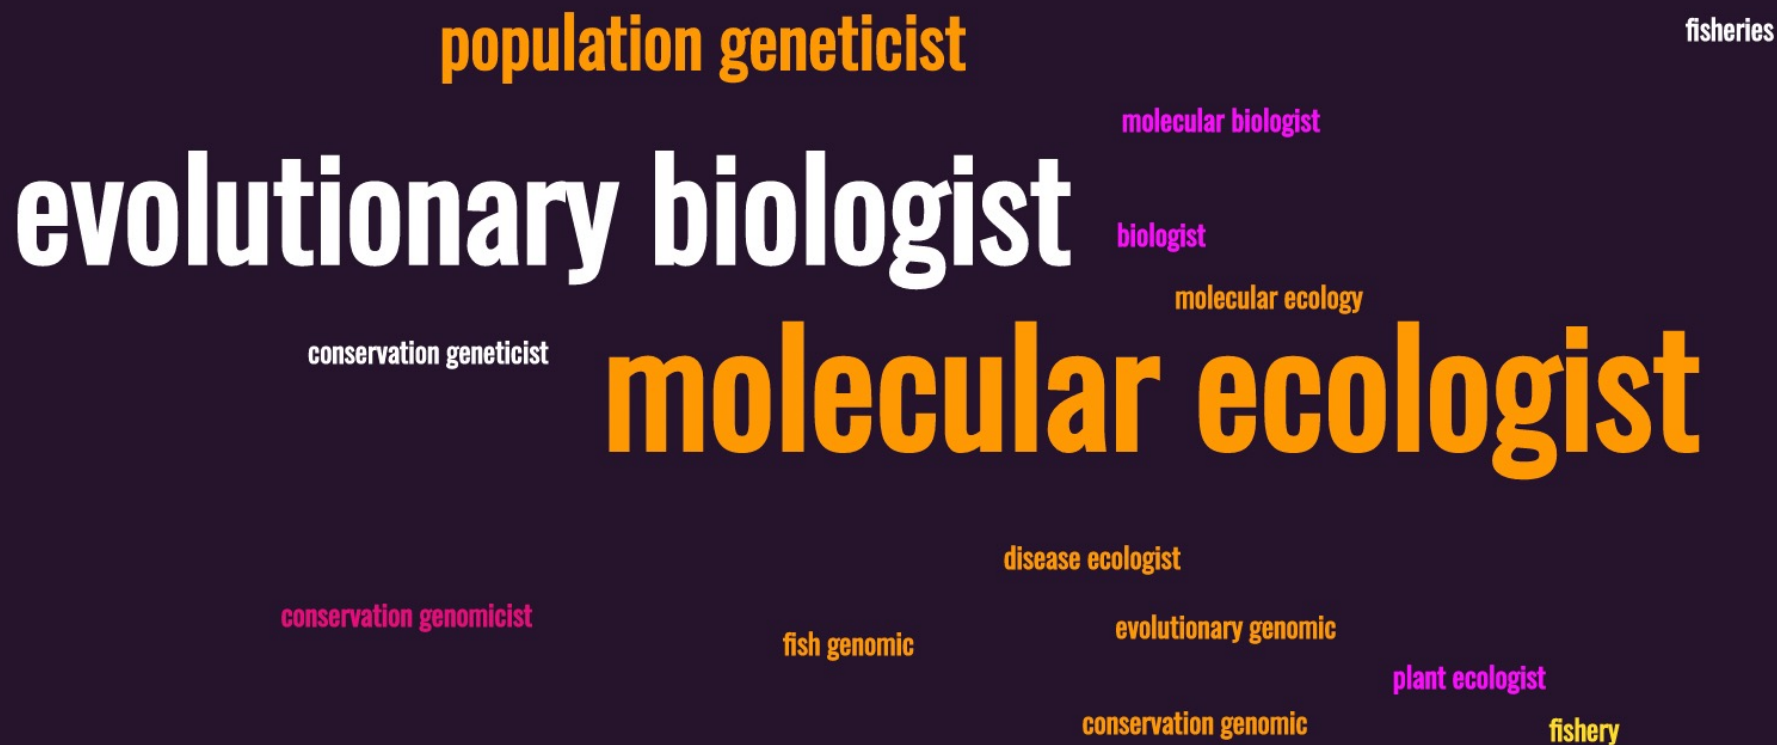 population geneticist
fisheries
molecular biologist
evolutionary biologist
biologist
molecular ecology
conservation geneticist
molecular ecologist
disease ecologist
conservation genomicist
evolutionary genomic
fish genomic
plant ecologist
conservation genomic
fishery